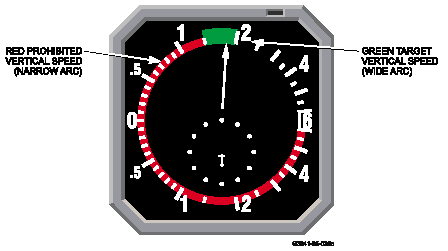 RED PROHIBITED
VERTICAL SPEED
(NARROW ARC)
GREEN TARGET
VERTICAL SPEED
(WIDE ARC)
1 2
.5 4
0 6
.5 4
1 2